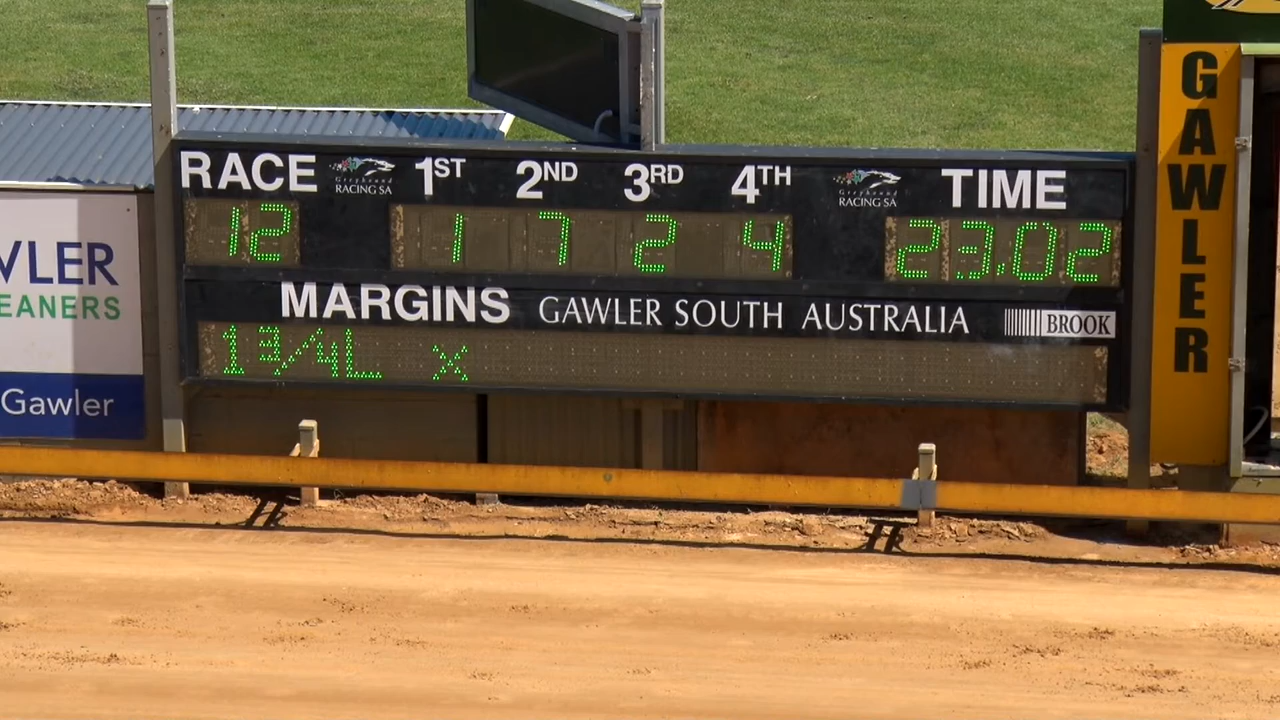 RACE Greyhound RACING SA 1ST 2ND 3RD 4TH Greyhound RACING SA TIME
12 1 7 2 4 23.02
MARGINS GAWLER SOUTH AUSTRALIA BROOK
1 3/4L X
GAWLER
WLER
EANERS
Gawler